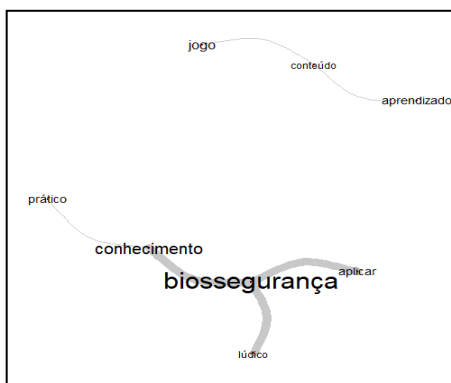 jogo
conteúdo
aprendizado
prático
conhecimento
aplicar
biossegurança
lúdico